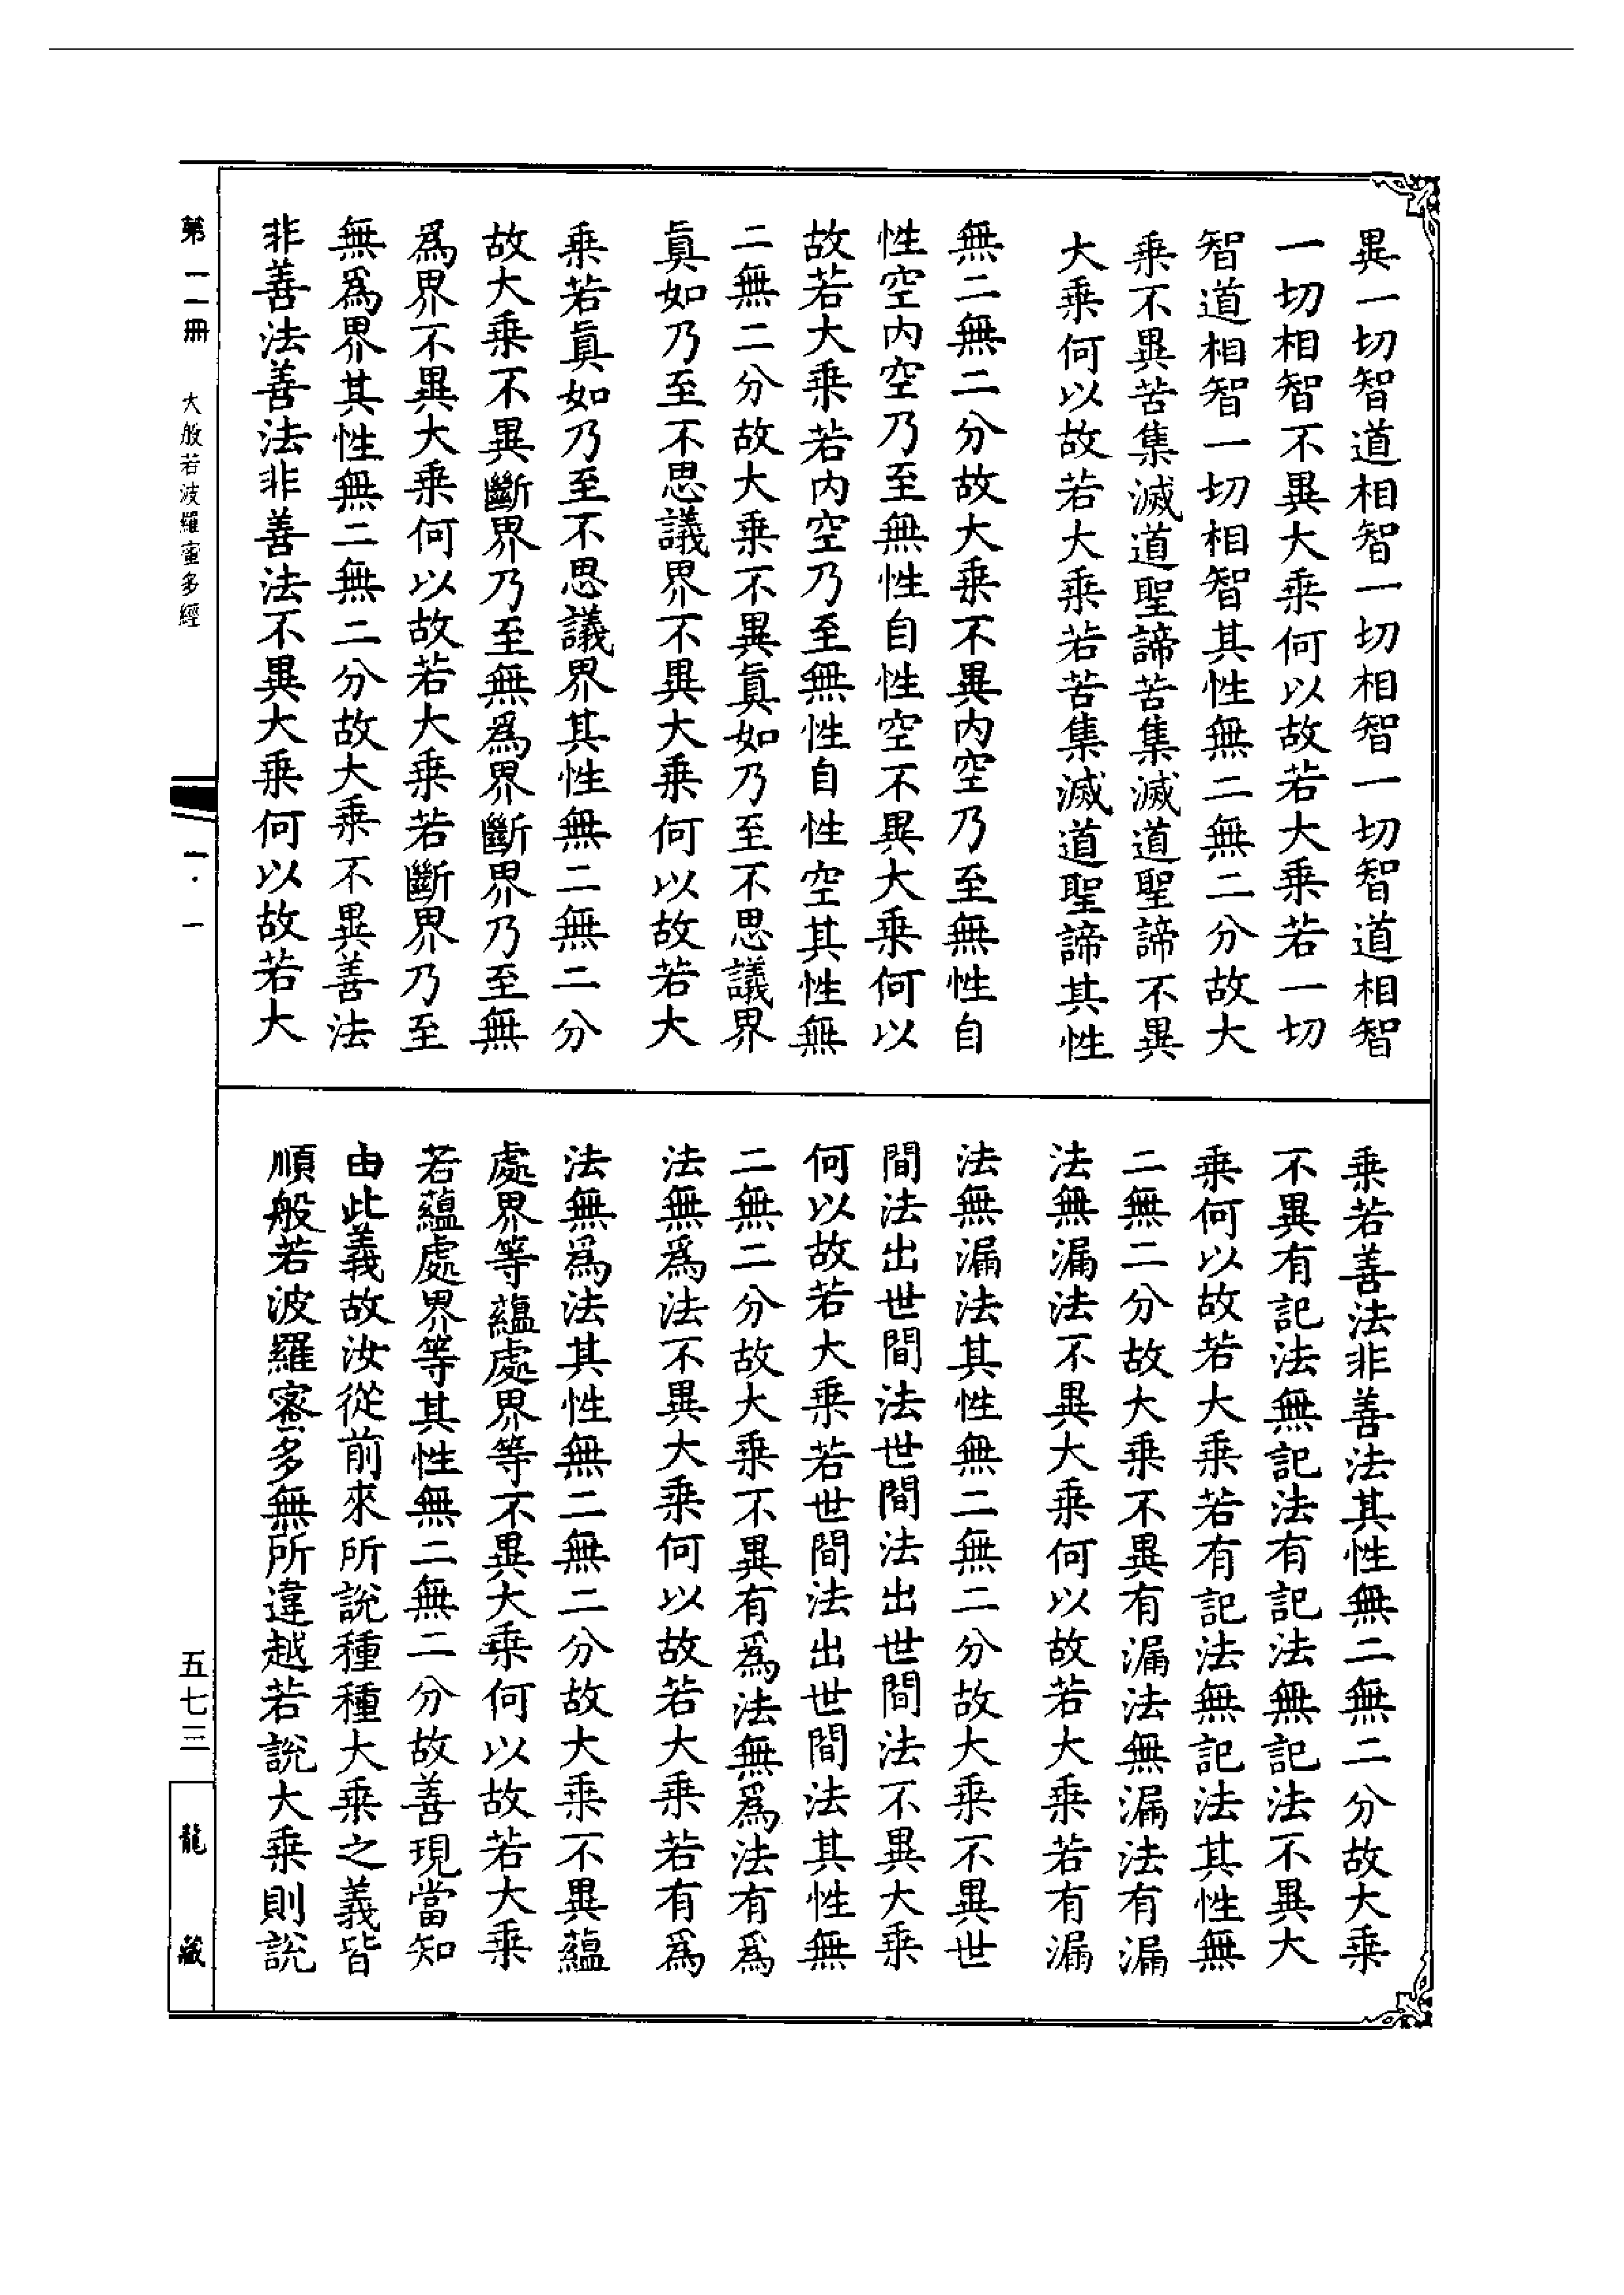 異一切智道相智一切相智一切智道相智
一切相智不異大乘何以故若大乘若一切
智道相智一切相智其性無二無二分故大
乘不異苦集滅道聖諦苦集滅道聖諦不異
大乘何以故若大乘若苦集滅道聖諦其性
無二無二分故大乘不異內空乃至無性自
性空內空乃至無性自性空不異大乘何以
故若大乘若內空乃至無性自性空其性無
二無二分故大乘不異眞如乃至不思議界
眞如乃至不思議界不異大乘何以故若大
乘若眞如乃至不思議界其性無二無二分
故大乘不異斷界乃至無爲界斷界乃至無
爲界不異大乘何以故若大乘若斷界乃至
無爲界其性無二無二分故大乘不異善法
非善法善法非善法不異大乘何以故若大
乘若善法非善法其性無二無二分故大乘
不異有記法無記法有記法無記法不異大
乘何以故若大乘若有記法無記法其性無
二無二分故大乘不異有漏法無漏法有漏
法無漏法不異大乘何以故若大乘若有漏
法無漏法其性無二無二分故大乘不異世
間法出世間法世間法出世間法不異大乘
何以故若大乘若世間法出世間法其性無
二無二分故大乘不異有爲法無爲法有爲
法無爲法不異大乘何以故若大乘若有爲
法無爲法其性無二無二分故大乘不異蘊
處界等蘊處界等不異大乘何以故若大乘
若蘊處界等其性無二無二分故善現當知
由此義故汝從前來所說種種大乘之義皆
順般若波羅蜜多無所違越若說大乘則說
第二冊 大般若波羅蜜多經
一·一
五七三
龍藏